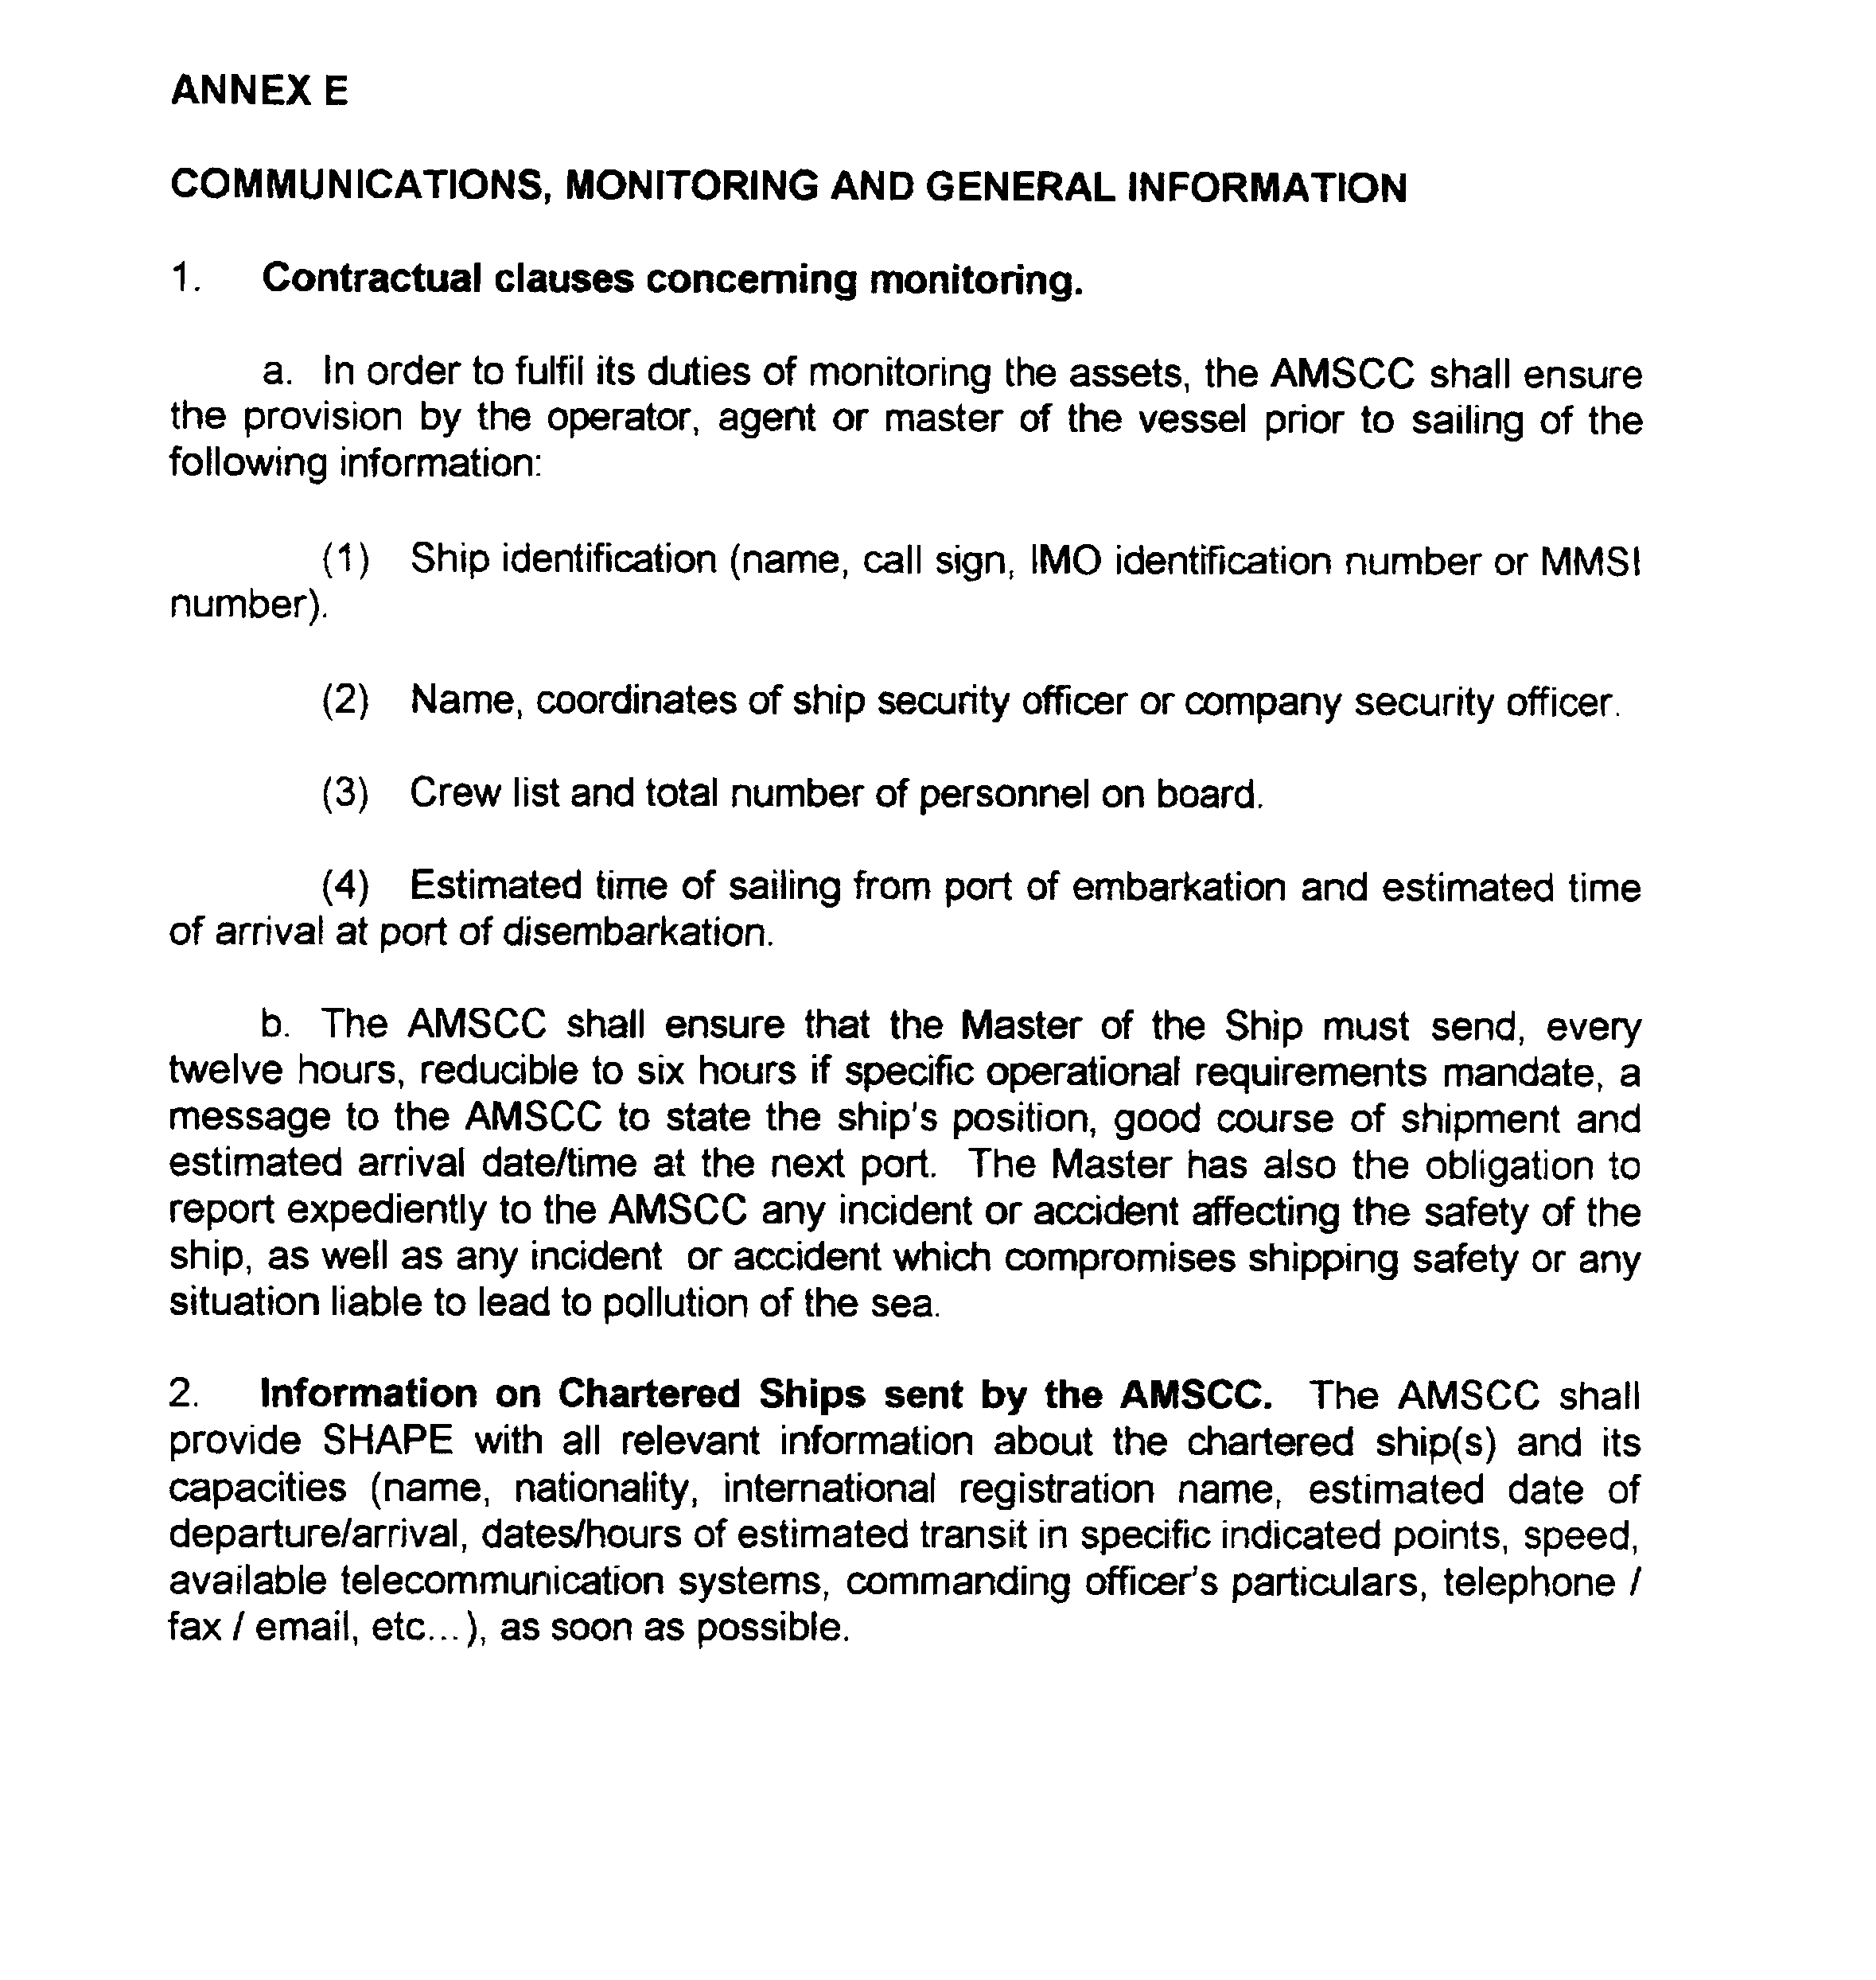 ANNEX E
COMMUNICATIONS, MONITORING AND GENERAL INFORMATION
1. Contractual clauses concerning monitoring.
a. In order to fulfil its duties of monitoring the assets, the AMSCC shall ensure
the provision by the operator, agent or master of the vessel prior to sailing of the
following information:
(1) Ship identification (name, call sign, IMO identification number or MMSI
number).
(2) Name, coordinates of ship security officer or company security officer.
(3) Crew list and total number of personnel on board.
(4) Estimated time of sailing from port of embarkation and estimated time
of arrival at port of disembarkation.
b. The AMSCC shall ensure that the Master of the Ship must send, every
twelve hours, reducible to six hours if specific operational requirements mandate, a
message to the AMSCC to state the ship's position, good course of shipment and
estimated arrival date/time at the next port. The Master has also the obligation to
report expediently to the AMSCC any incident or accident affecting the safety of the
ship, as well as any incident or accident which compromises shipping safety or any
situation liable to lead to pollution of the sea.
2. Information on Chartered Ships sent by the AMSCC. The AMSCC shall
provide SHAPE with all relevant information about the chartered ship(s) and its
capacities (name, nationality, international registration name, estimated date of
departure/arrival, dates/hours of estimated transit in specific indicated points, speed,
available telecommunication systems, commanding officer's particulars, telephone /
fax / email, etc...), as soon as possible.